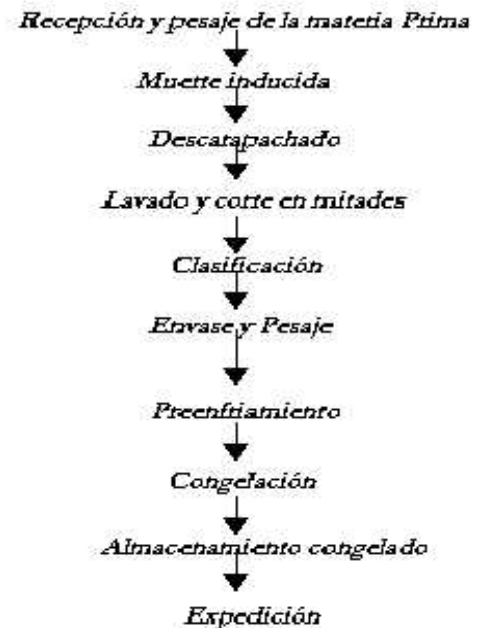 Recepción y pesaje de la materia Prima
Muerte inducida
Descarapachado
Lavado y corte en mitades
Clasificación
Envase y Pesaje
Preenfriamiento
Congelación
Almacenamiento congelado
Expedición